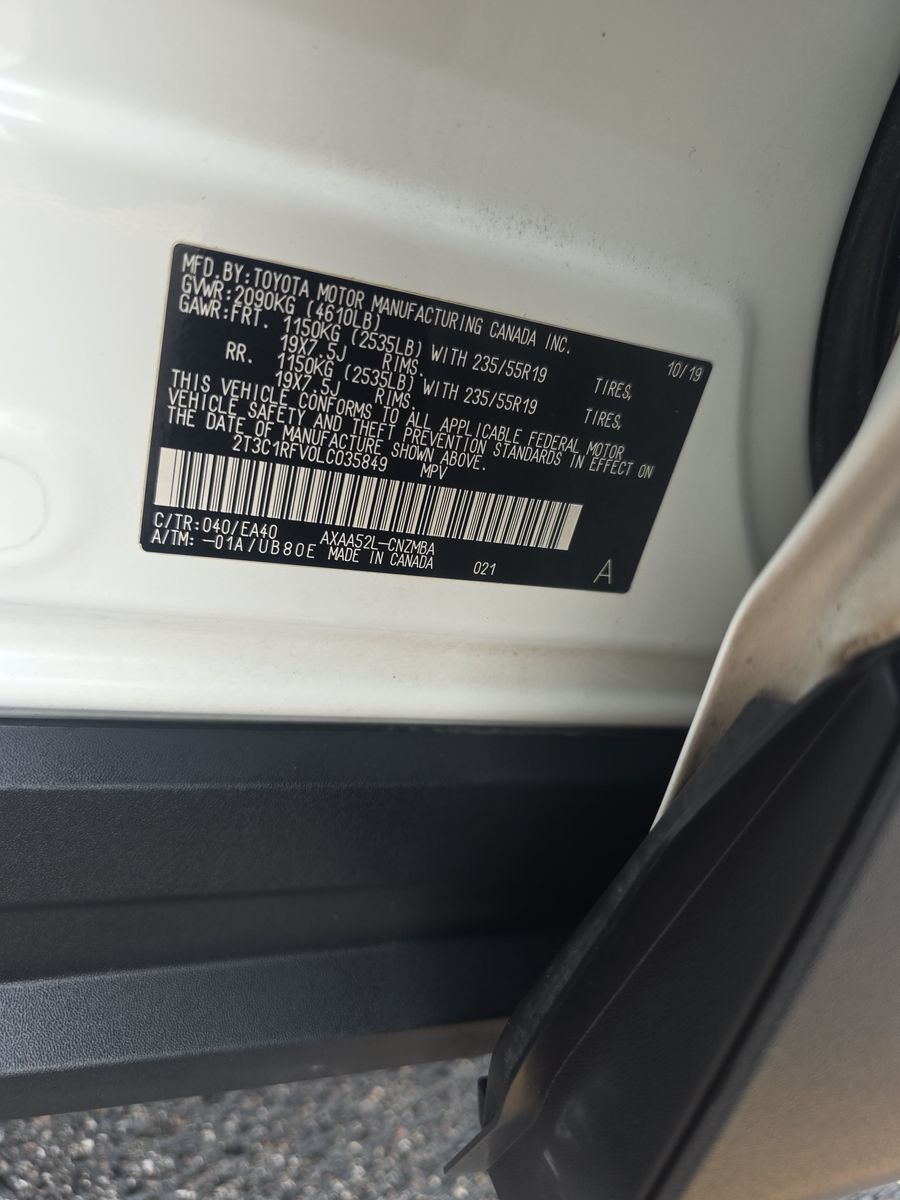 MFD.BY:TOYOTA MOTOR MANUFACTURING CANADA INC. 10/19
GVWR:2090KG (4610LB)
GAWR:FRT. 1150KG (2535LB) WITH 235/55R19 TIRES,
19X7.5J RIMS,
RR. 1150KG (2535LB) WITH 235/55R19 TIRES,
19X7.5J RIMS.
THIS VEHICLE CONFORMS TO ALL APPLICABLE FEDERAL MOTOR
VEHICLE SAFETY AND THEFT PREVENTION STANDARDS IN EFFECT ON
THE DATE OF MANUFACTURE SHOWN ABOVE.
2T3C1RFV0LC035849 MPV
C/TR:040/EA40 AXAA52L-CNZMBA
A/TM: -01A/UB80E MADE IN CANADA 021 A